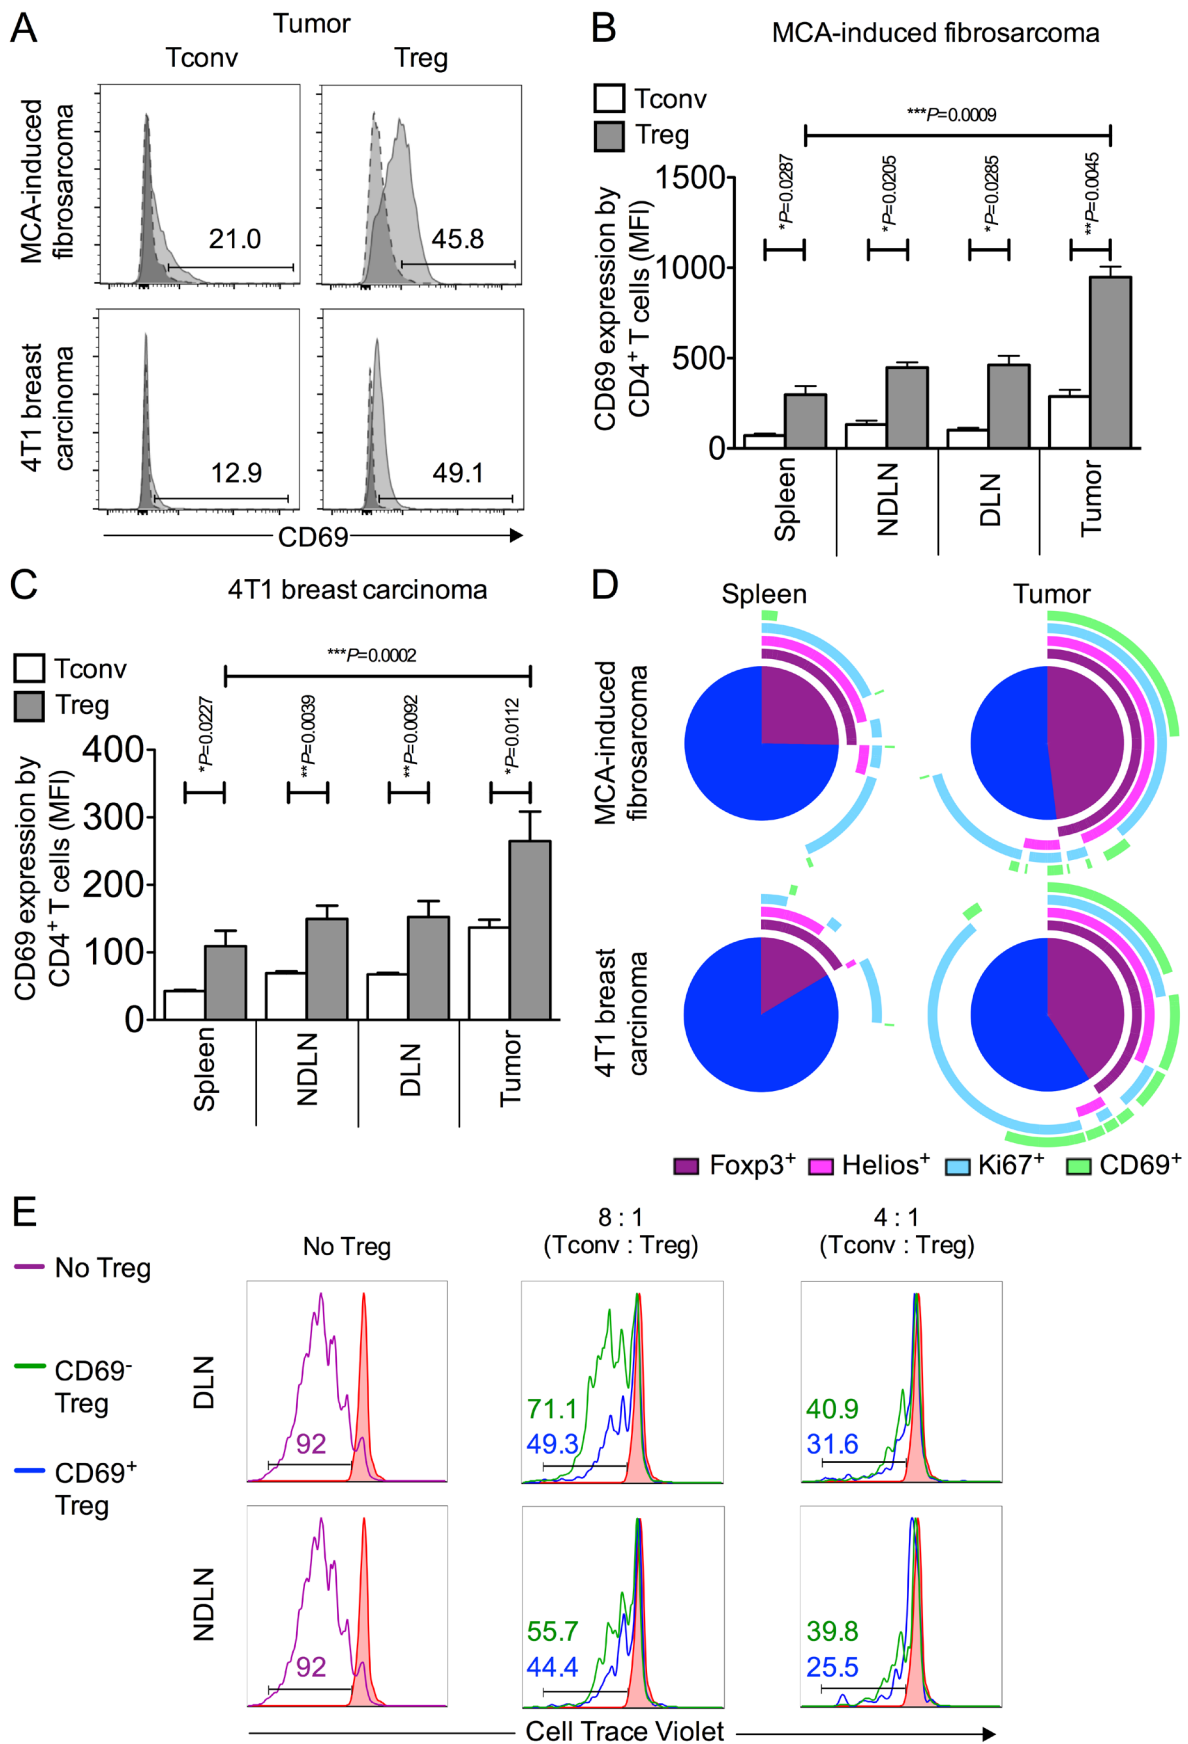 A
Tumor
Tconv
Treg
MCA-induced
fibrosarcoma
21.0
45.8
4T1 breast
carcinoma
12.9
49.1
CD69
B
MCA-induced fibrosarcoma
Tconv
Treg
***P=0.0009
*P=0.0287
*P=0.0205
*P=0.0285
**P=0.0045
CD69 expression by
CD4+ T cells (MFI)
1500
1000
500
0
Spleen
NDLN
DLN
Tumor
C
4T1 breast carcinoma
Tconv
Treg
***P=0.0002
*P=0.0227
**P=0.0039
**P=0.0092
*P=0.0112
CD69 expression by
CD4+ T cells (MFI)
400
300
200
100
0
Spleen
NDLN
DLN
Tumor
D
Spleen
Tumor
MCA-induced
fibrosarcoma
4T1 breast
carcinoma
Foxp3+
Helios+
Ki67+
CD69+
E
No Treg
CD69-
Treg
CD69+
Treg
No Treg
8 : 1
(Tconv : Treg)
4 : 1
(Tconv : Treg)
DLN
92
71.1
49.3
40.9
31.6
NDLN
92
55.7
44.4
39.8
25.5
Cell Trace Violet